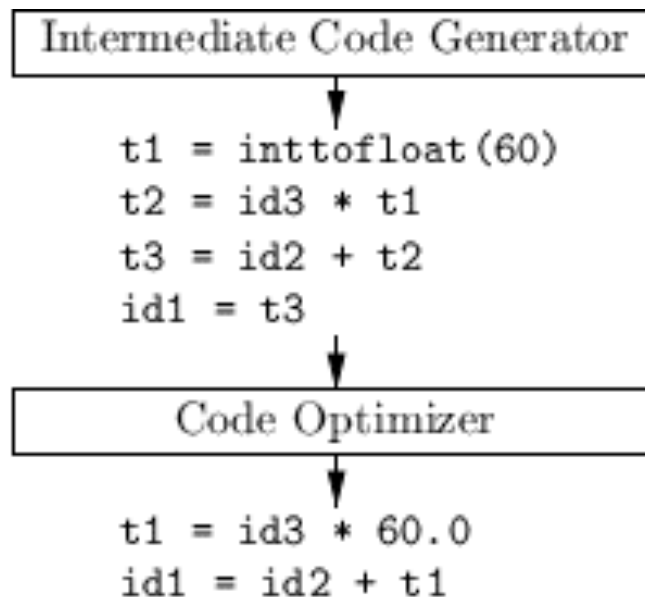 Intermediate Code Generator
t1 = inttofloat(60)
t2 = id3 * t1
t3 = id2 + t2
id1 = t3
Code Optimizer
t1 = id3 * 60.0
id1 = id2 + t1